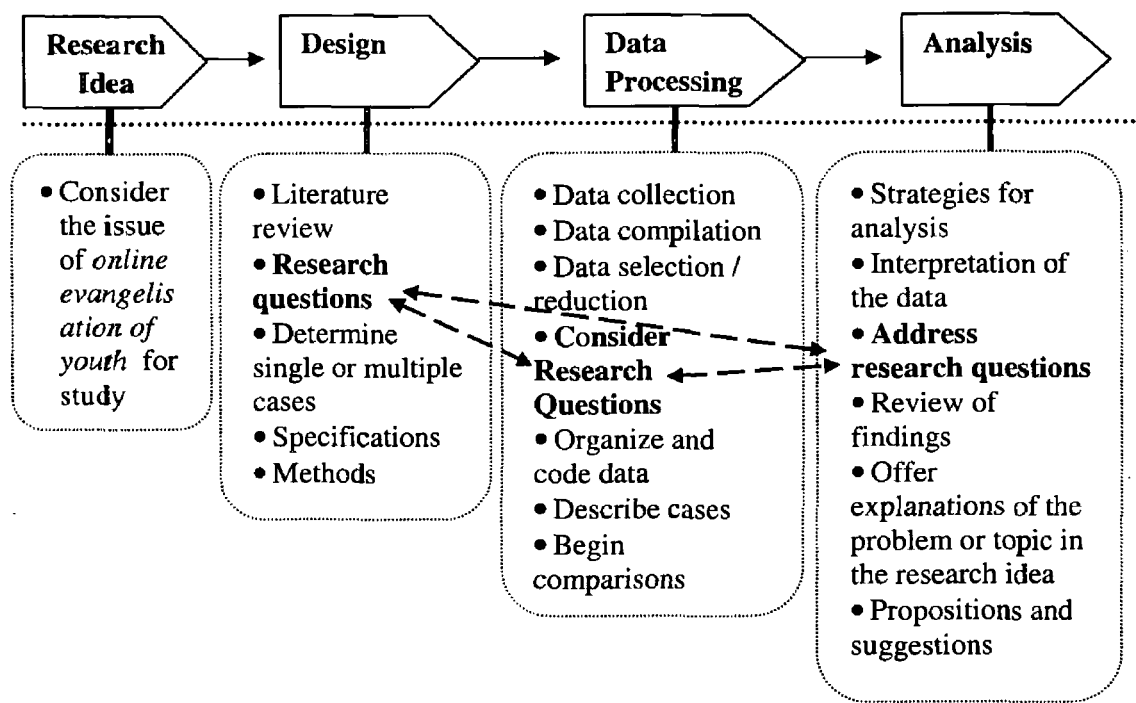 Research
Idea
Design
Data
Processing
Analysis
• Consider
the issue
of online
evangelis
ation of
youth for
study
• Literature
review
• Research
questions
• Determine
single or multiple
cases
• Specifications
• Methods
• Data collection
• Data compilation
• Data selection /
reduction
• Consider
Research
Questions
• Organize and
code data
• Describe cases
• Begin
comparisons
• Strategies for
analysis
• Interpretation of
the data
• Address
research questions
• Review of
findings
• Offer
explanations of the
problem or topic in
the research idea
• Propositions and
suggestions